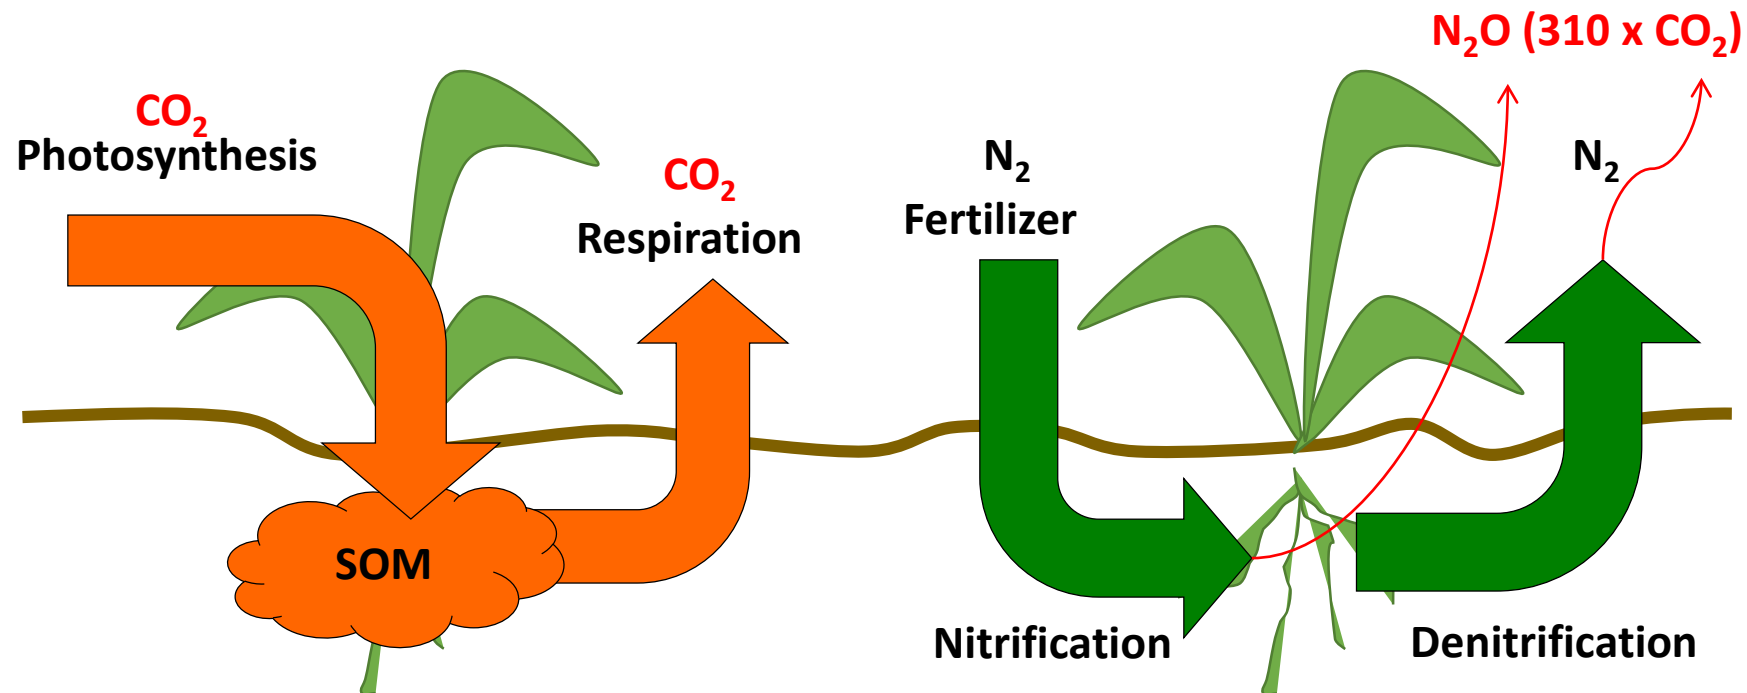 CO₂
Photosynthesis
CO₂
Respiration
SOM
N₂O (310 x CO₂)
N₂
Fertilizer
N₂
Nitrification
Denitrification